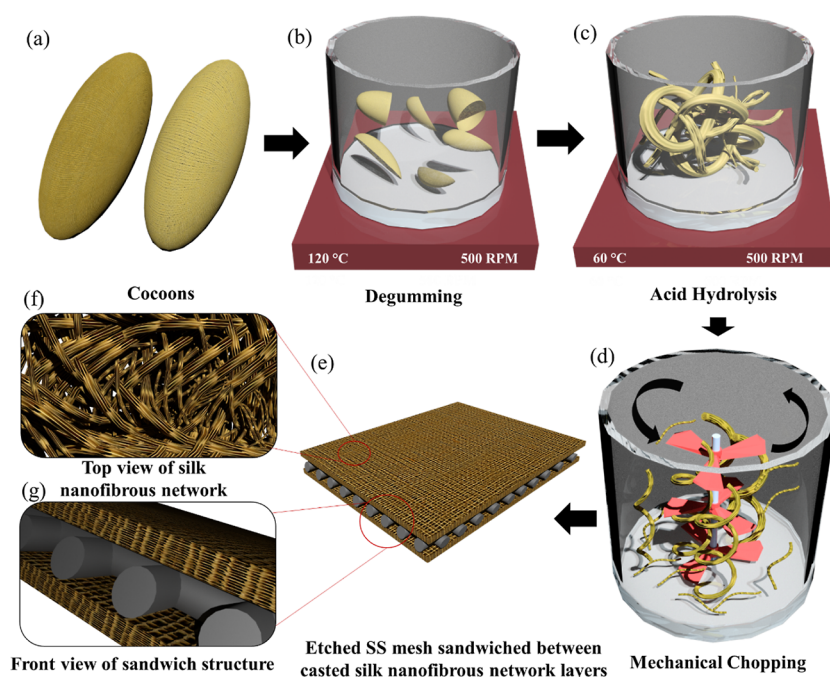 (a)
(b)
(c)
120 °C 500 RPM
60 °C 500 RPM
Cocoons
Degumming
Acid Hydrolysis
(f)
(e)
(d)
Top view of silk
nanofibrous network
(g)
Front view of sandwich structure
Etched SS mesh sandwiched between
casted silk nanofibrous network layers
Mechanical Chopping